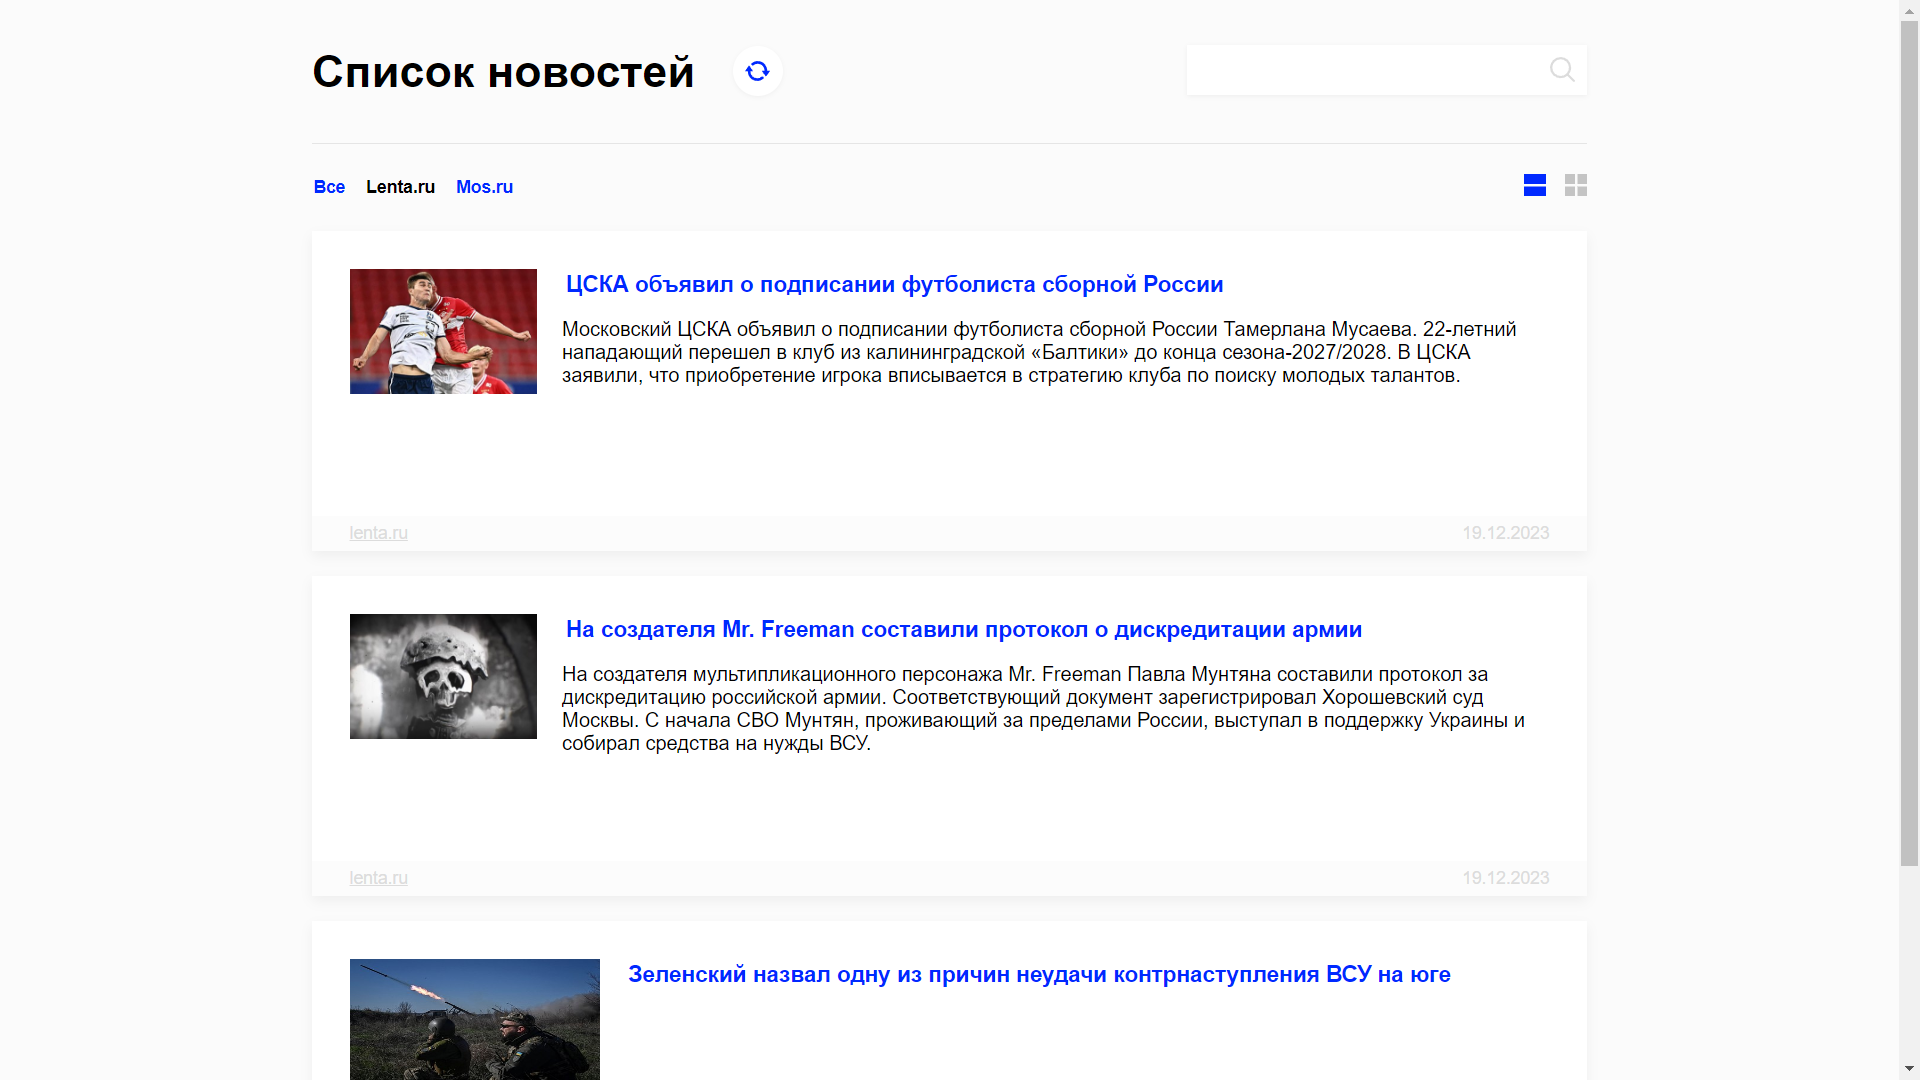 Список новостей
Все Lenta.ru Mos.ru
ЦСКА объявил о подписании футболиста сборной России
Московский ЦСКА объявил о подписании футболиста сборной России Тамерлана Мусаева. 22-летний
нападающий перешел в клуб из калининградской «Балтики» до конца сезона-2027/2028. В ЦСКА
заявили, что приобретение игрока вписывается в стратегию клуба по поиску молодых талантов.
lenta.ru 19.12.2023
На создателя Mr. Freeman составили протокол о дискредитации армии
На создателя мультипликационного персонажа Mr. Freeman Павла Мунтяна составили протокол за
дискредитацию российской армии. Соответствующий документ зарегистрировал Хорошевский суд
Москвы. С начала СВО Мунтян, проживающий за пределами России, выступал в поддержку Украины и
собирал средства на нужды ВСУ.
lenta.ru 19.12.2023
Зеленский назвал одну из причин неудачи контрнаступления ВСУ на юге